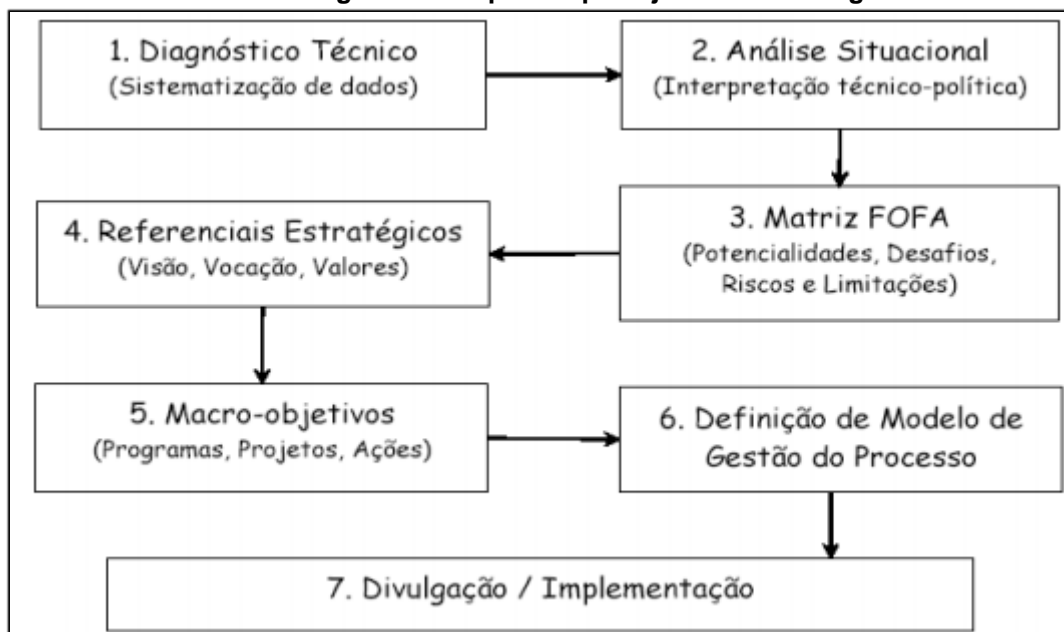 1. Diagnóstico Técnico
(Sistematização de dados)
2. Análise Situacional
(Interpretação técnico-política)
3. Matriz FOFA
(Potencialidades, Desafios,
Riscos e Limitações)
4. Referenciais Estratégicos
(Visão, Vocação, Valores)
5. Macro-objetivos
(Programas, Projetos, Ações)
6. Definição de Modelo de
Gestão do Processo
7. Divulgação / Implementação